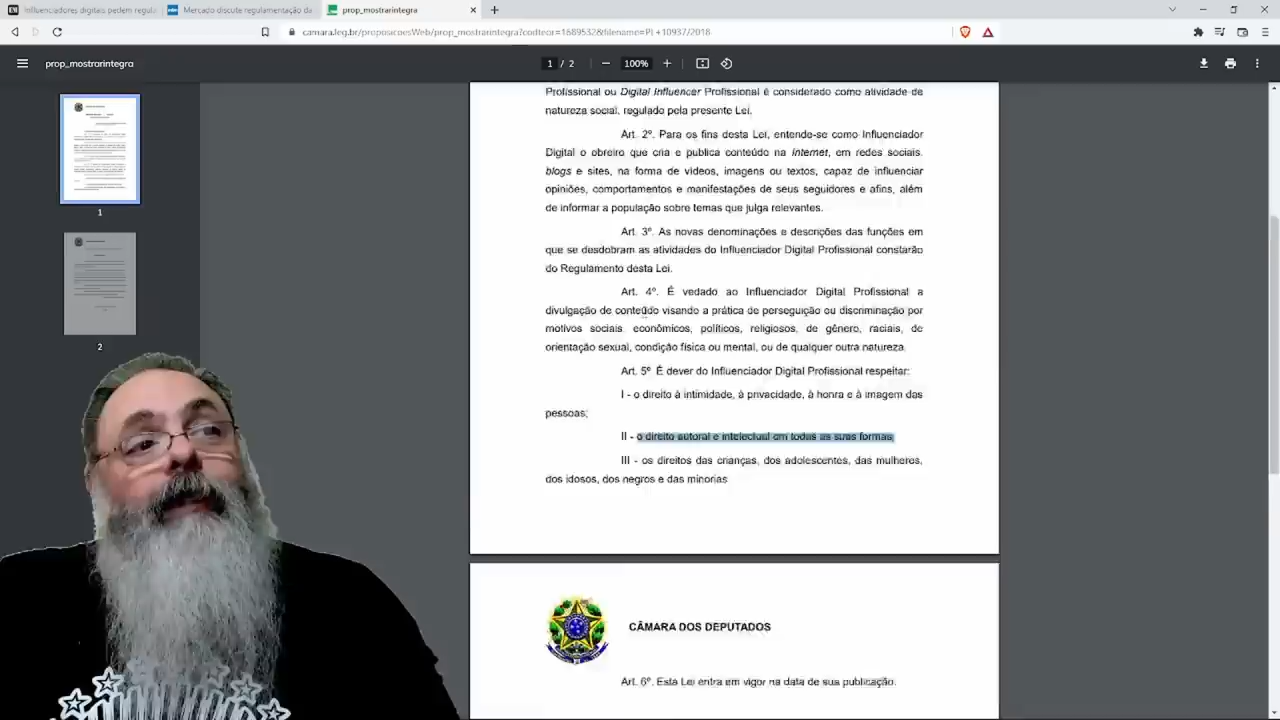 Influenciadores digitais pedem regula
Mercado discute regulamentação da
prop_mostrarintegra
camara.leg.br/proposicoesWeb/prop_mostrarintegra?codteor=1689532&filename=PL+10937/2018
prop_mostrarintegra
1 / 2
100%
1
2
Profissional ou Digital Influencer Profissional é considerado como atividade de
natureza social, regulado pela presente Lei.
Art. 2º. Para os fins desta Lei, entende-se como Influenciador
Digital o obreiro que cria e publica conteúdo na internet, em redes sociais,
blogs e sites, na forma de vídeos, imagens ou textos, capaz de influenciar
opiniões, comportamentos e manifestações de seus seguidores e afins, além
de informar a população sobre temas que julga relevantes.
Art. 3º. As novas denominações e descrições das funções em
que se desdobram as atividades do Influenciador Digital Profissional constarão
do Regulamento desta Lei.
Art. 4º. É vedado ao Influenciador Digital Profissional a
divulgação de conteúdo visando a prática de perseguição ou discriminação por
motivos sociais, econômicos, políticos, religiosos, de gênero, raciais, de
orientação sexual, condição física ou mental, ou de qualquer outra natureza.
Art. 5º É dever do Influenciador Digital Profissional respeitar:
I - o direito à intimidade, à privacidade, à honra e à imagem das
pessoas;
II - o direito autoral e intelectual em todas as suas formas;
III - os direitos das crianças, dos adolescentes, das mulheres,
dos idosos, dos negros e das minorias
CÂMARA DOS DEPUTADOS
Art. 6º. Esta Lei entra em vigor na data de sua publicação.